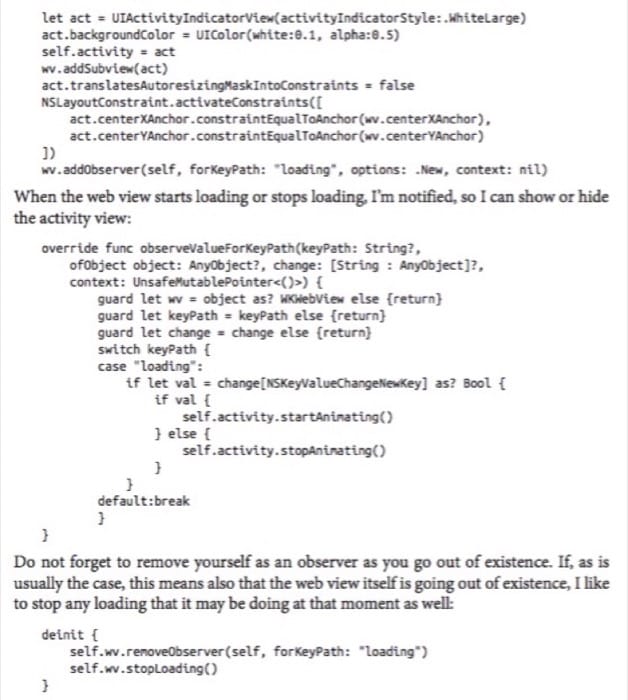 let act = UIActivityIndicatorView(activityIndicatorStyle:.WhiteLarge)
act.backgroundColor = UIColor(white:0.1, alpha:0.5)
self.activity = act
wv.addSubview(act)
act.translatesAutoresizingMaskIntoConstraints = false
NSLayoutConstraint.activateConstraints([
act.centerXAnchor.constraintEqualToAnchor(wv.centerXAnchor),
act.centerYAnchor.constraintEqualToAnchor(wv.centerYAnchor)
])
wv.addObserver(self, forKeyPath: "loading", options: .New, context: nil)
When the web view starts loading or stops loading, I'm notified, so I can show or hide
the activity view:
override func observeValueForKeyPath(keyPath: String?,
ofObject object: AnyObject?, change: [String : AnyObject]?,
context: UnsafeMutablePointer<()>) {
guard let wv = object as? WKWebView else {return}
guard let keyPath = keyPath else {return}
guard let change = change else {return}
switch keyPath {
case "loading":
if let val = change[NSKeyValueChangeNewKey] as? Bool {
if val {
self.activity.startAnimating()
} else {
self.activity.stopAnimating()
}
}
default:break
}
}
Do not forget to remove yourself as an observer as you go out of existence. If, as is
usually the case, this means also that the web view itself is going out of existence, I like
to stop any loading that it may be doing at that moment as well:
deinit {
self.wv.removeObserver(self, forKeyPath: "loading")
self.wv.stopLoading()
}